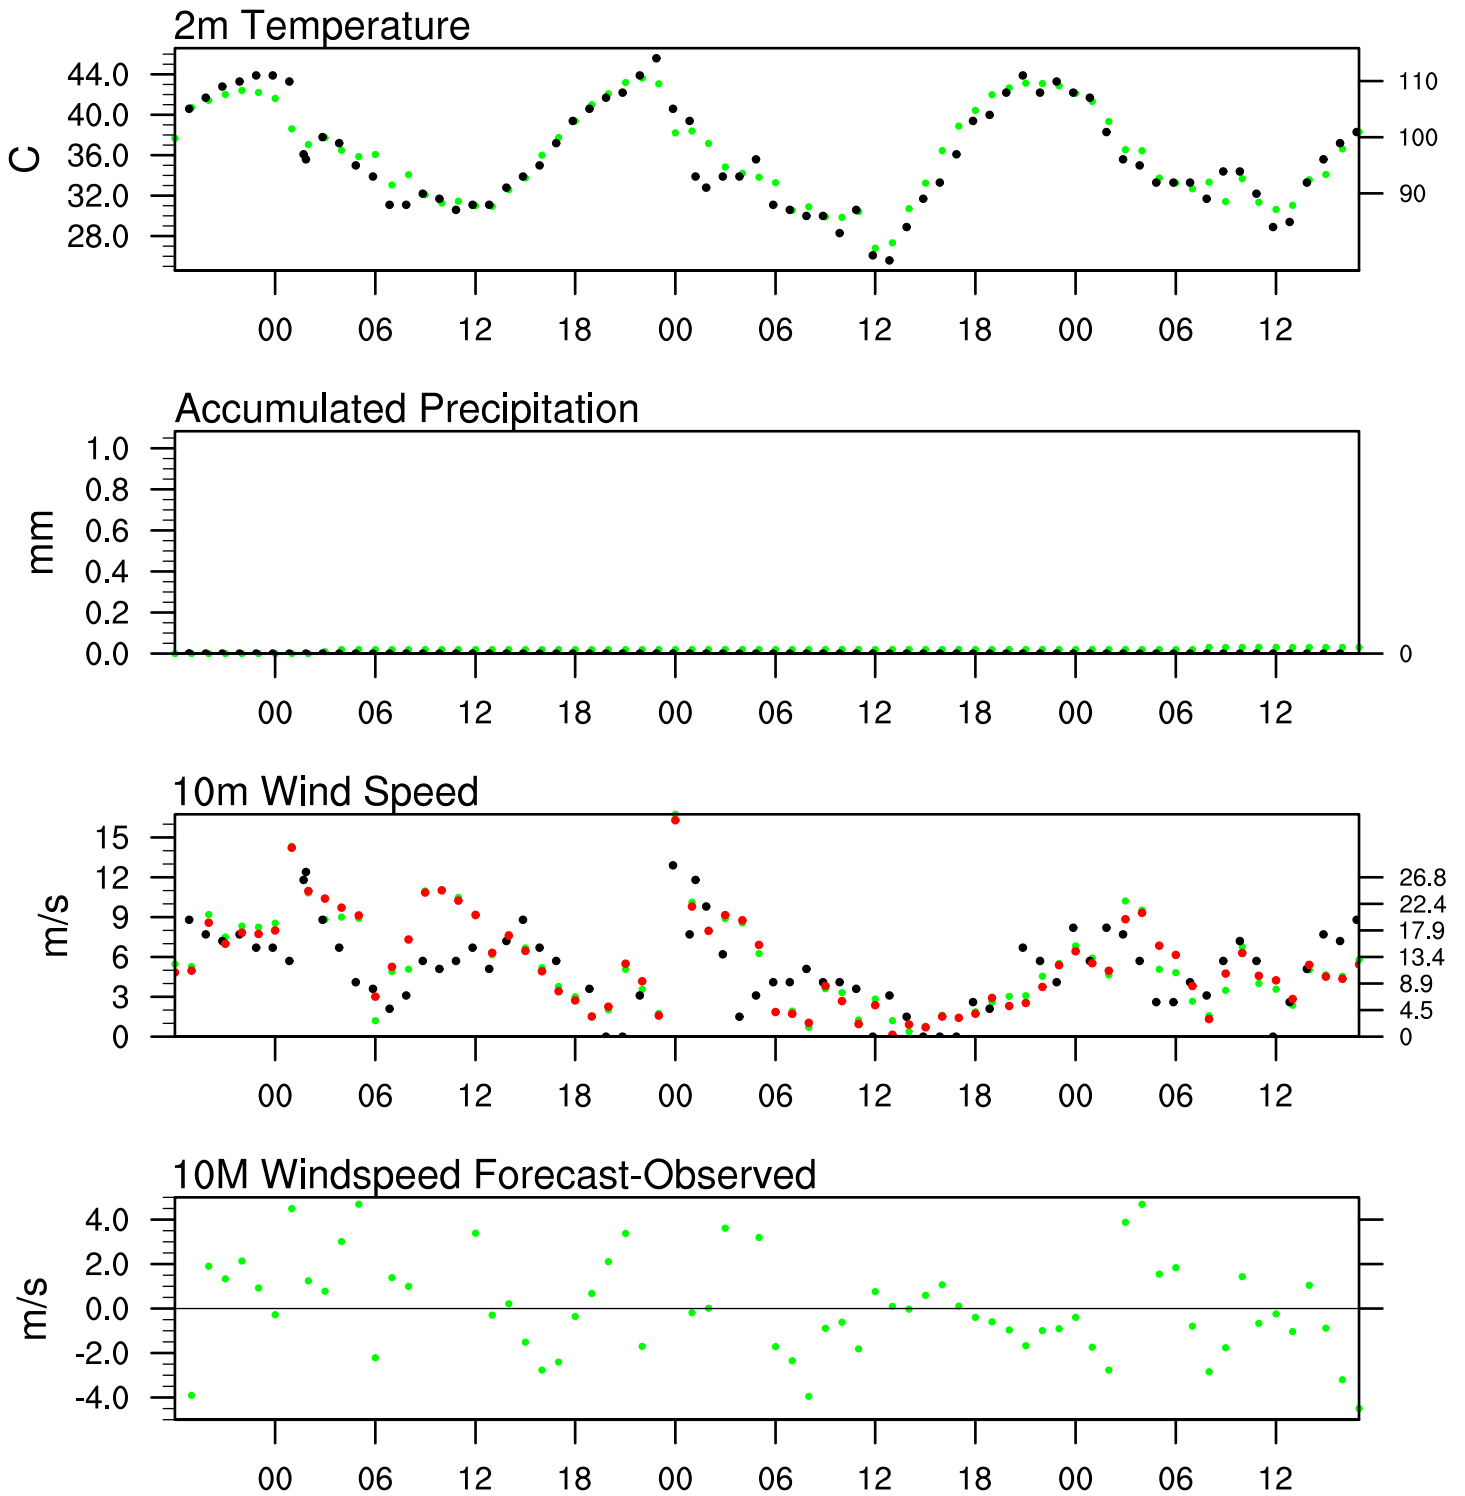 2m Temperature
44.0
40.0
36.0
32.0
28.0
C
110
100
90
00 06 12 18 00 06 12 18 00 06 12
Accumulated Precipitation
1.0
0.8
0.6
0.4
0.2
0.0
mm
0
00 06 12 18 00 06 12 18 00 06 12
10m Wind Speed
15
12
9
6
3
0
m/s
26.8
22.4
17.9
13.4
8.9
4.5
0
00 06 12 18 00 06 12 18 00 06 12
10M Windspeed Forecast-Observed
4.0
2.0
0.0
-2.0
-4.0
m/s
00 06 12 18 00 06 12 18 00 06 12